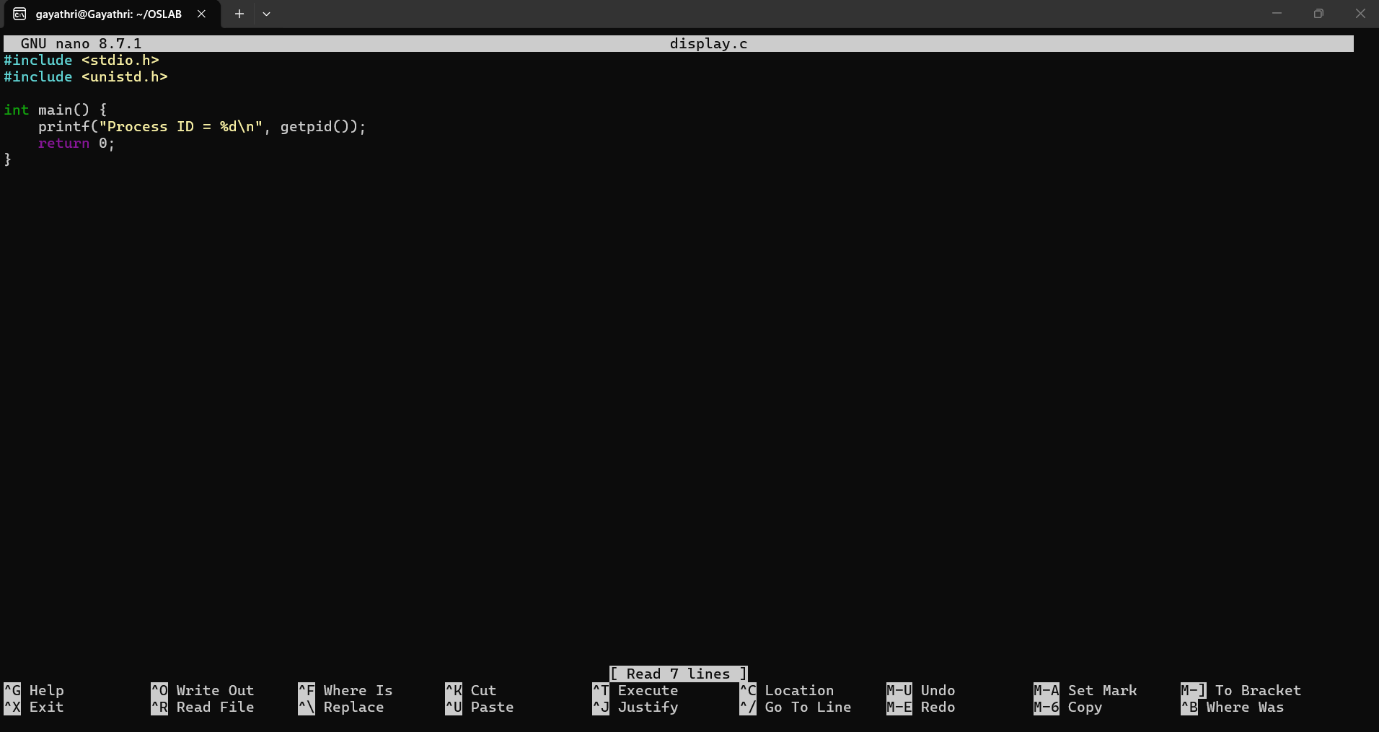 gayathri@Gayathri: ~/OSLAB
GNU nano 8.7.1 display.c
#include <stdio.h>
#include <unistd.h>
int main() {
    printf("Process ID = %d\n", getpid());
    return 0;
}
[ Read 7 lines ]
^G Help ^O Write Out ^F Where Is ^K Cut ^T Execute ^C Location M-U Undo M-A Set Mark M-] To Bracket
^X Exit ^R Read File ^\ Replace ^U Paste ^J Justify ^/ Go To Line M-E Redo M-6 Copy ^B Where Was